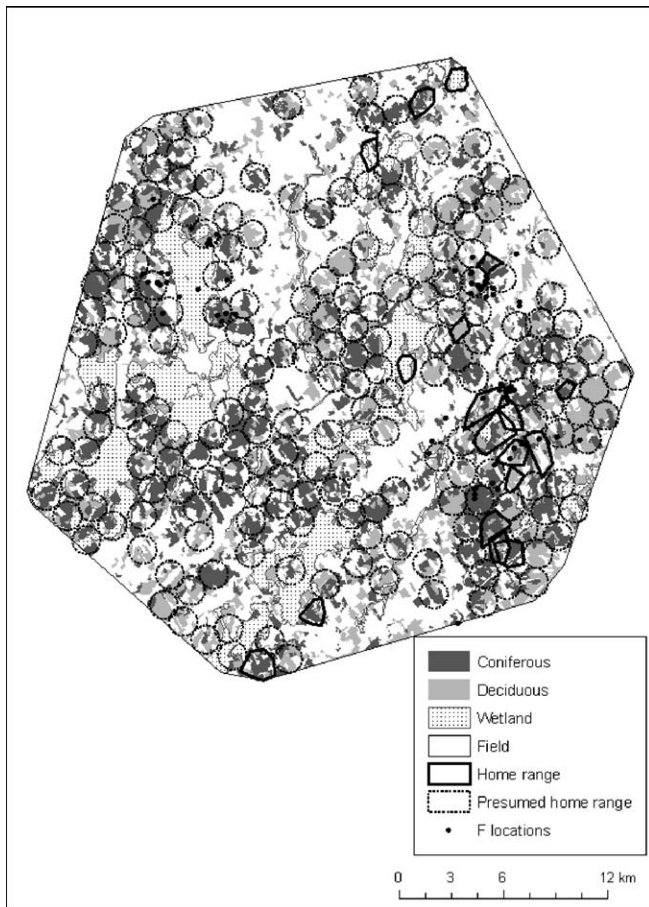 Coniferous
Deciduous
Wetland
Field
Home range
Presumed home range
F locations
0 3 6 12 km